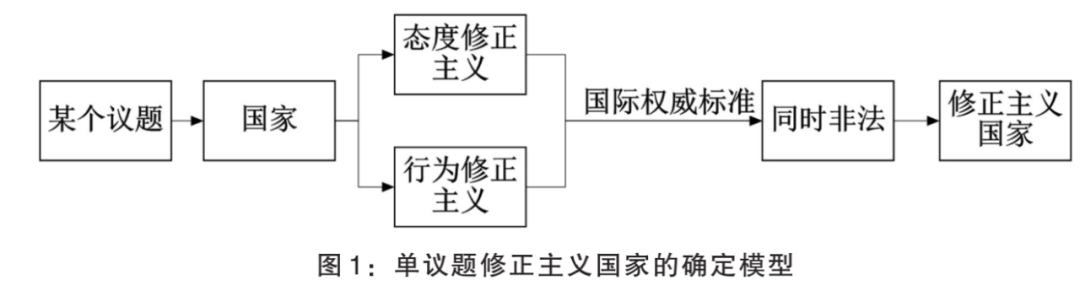 某个议题
国家
态度修正
主义
行为修正
主义
国际权威标准
同时非法
修正主义
国家
图1：单议题修正主义国家的确定模型